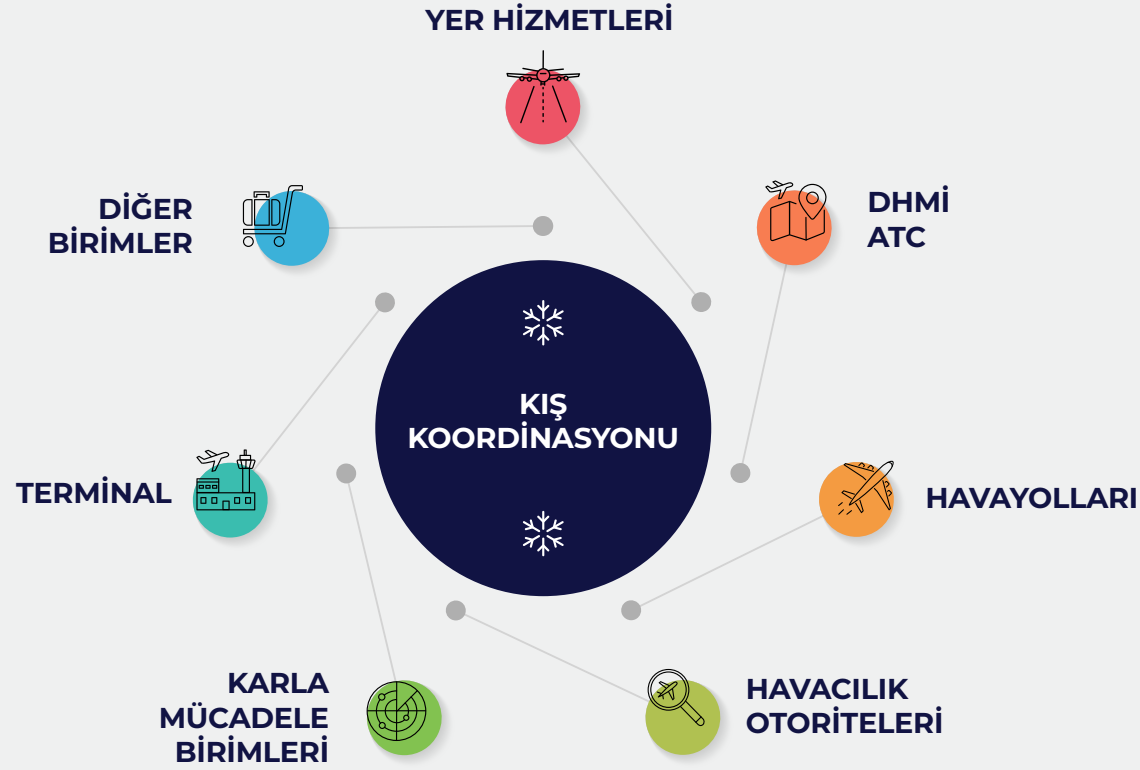 YER HİZMETLERİ
DİĞER
BİRİMLER
DHMİ
ATC
KIŞ
KOORDİNASYONU
TERMİNAL
HAVAYOLLARI
KARLA
MÜCADELE
BİRİMLERİ
HAVACILIK
OTORİTELERİ